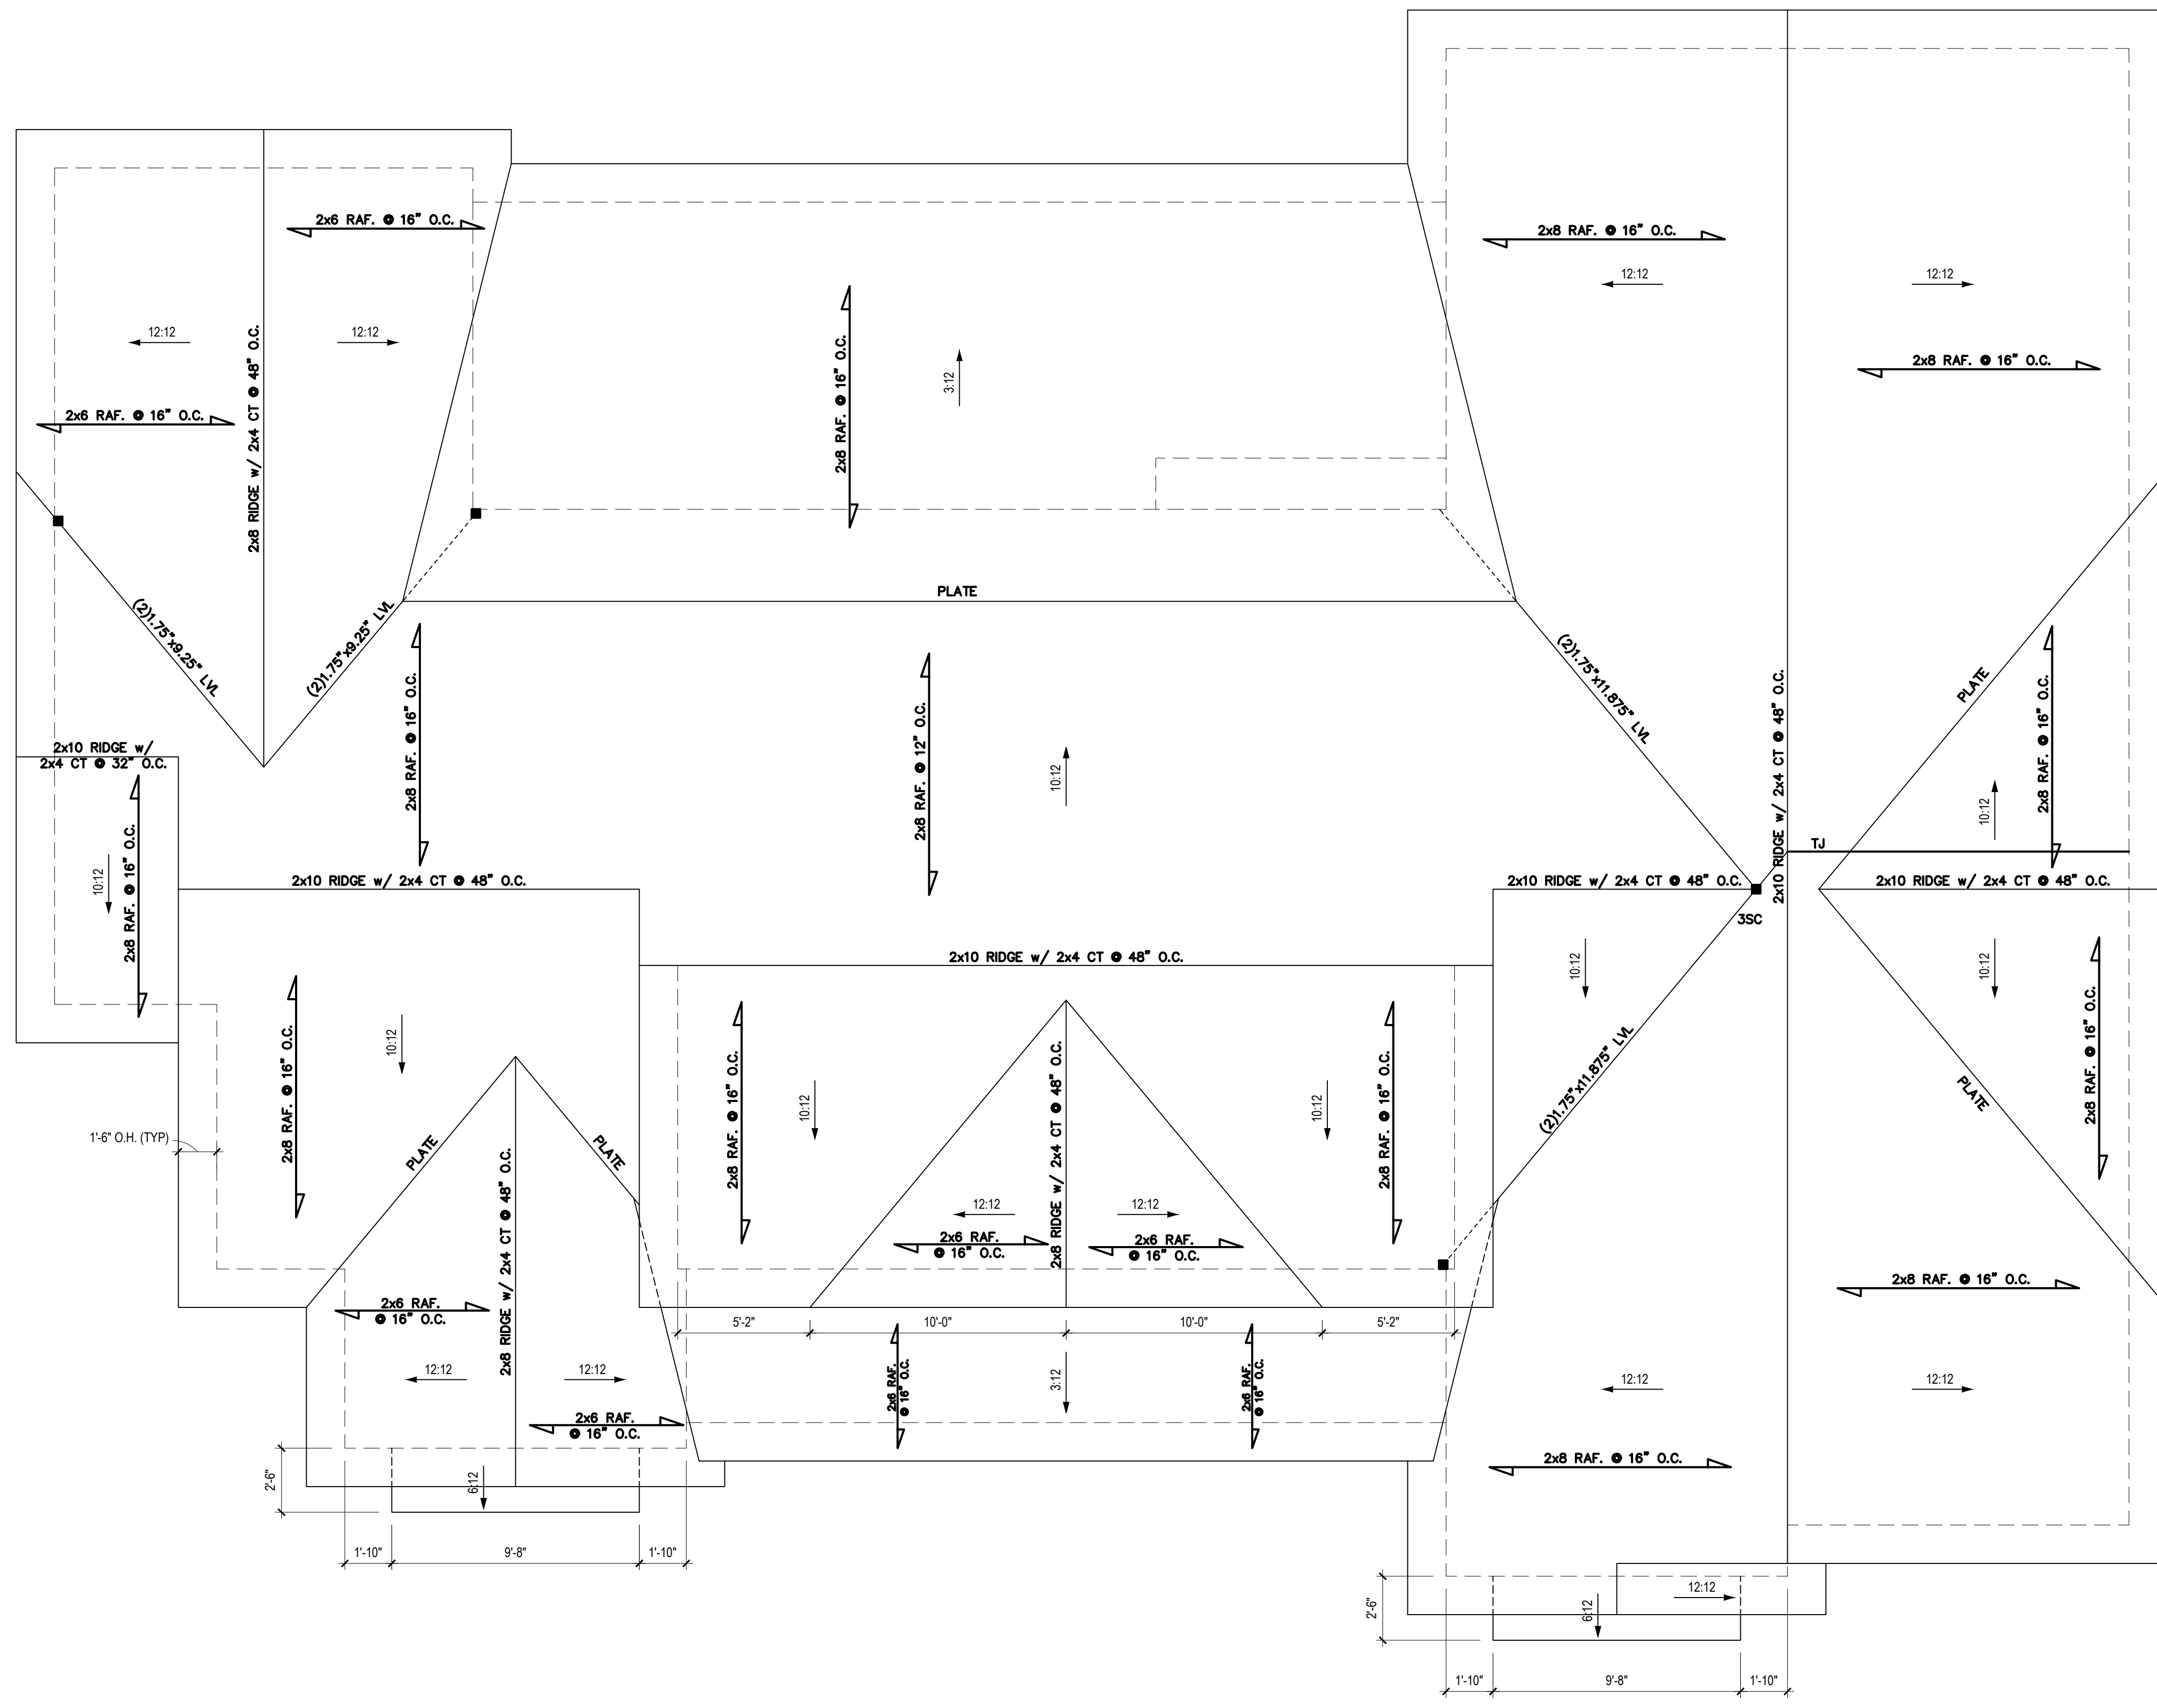 2x6 RAF. @ 16" O.C.
2x8 RAF. @ 16" O.C.
12:12
12:12
12:12
12:12
2x8 RIDGE w/ 2x4 CT @ 48" O.C.
2x8 RAF. @ 16" O.C.
3:12
2x8 RAF. @ 16" O.C.
2x6 RAF. @ 16" O.C.
PLATE
(2)1.75"x9.25" LVL
(2)1.75"x9.25" LVL
(2)1.75"x11.875" LVL
PLATE
2x8 RAF. @ 16" O.C.
2x8 RAF. @ 12" O.C.
10:12
2x10 RIDGE w/ 2x4 CT @ 48" O.C.
2x8 RAF. @ 16" O.C.
10:12
2x10 RIDGE w/
2x4 CT @ 32" O.C.
TJ
10:12
2x8 RAF. @ 16" O.C.
2x10 RIDGE w/ 2x4 CT @ 48" O.C.
2x10 RIDGE w/ 2x4 CT @ 48" O.C.
2x10 RIDGE w/ 2x4 CT @ 48" O.C.
3SC
2x10 RIDGE w/ 2x4 CT @ 48" O.C.
10:12
10:12
10:12
2x8 RAF. @ 16" O.C.
2x8 RAF. @ 16" O.C.
10:12
2x8 RIDGE w/ 2x4 CT @ 48" O.C.
10:12
2x8 RAF. @ 16" O.C.
(2)1.75"x11.875" LVL
PLATE
2x8 RAF. @ 16" O.C.
1'-6" O.H. (TYP)
PLATE
PLATE
12:12
12:12
2x6 RAF.
@ 16" O.C.
2x6 RAF.
@ 16" O.C.
2x8 RIDGE w/ 2x4 CT @ 48" O.C.
2x8 RAF. @ 16" O.C.
2x6 RAF.
@ 16" O.C.
5'-2"
10'-0"
10'-0"
5'-2"
12:12
12:12
2x6 RAF.
@ 16" O.C.
3:12
2x6 RAF.
@ 16" O.C.
12:12
12:12
2x6 RAF.
@ 16" O.C.
2x8 RAF. @ 16" O.C.
2'-6"
6:12
1'-10"
9'-8"
1'-10"
12:12
2'-6"
6:12
1'-10"
9'-8"
1'-10"